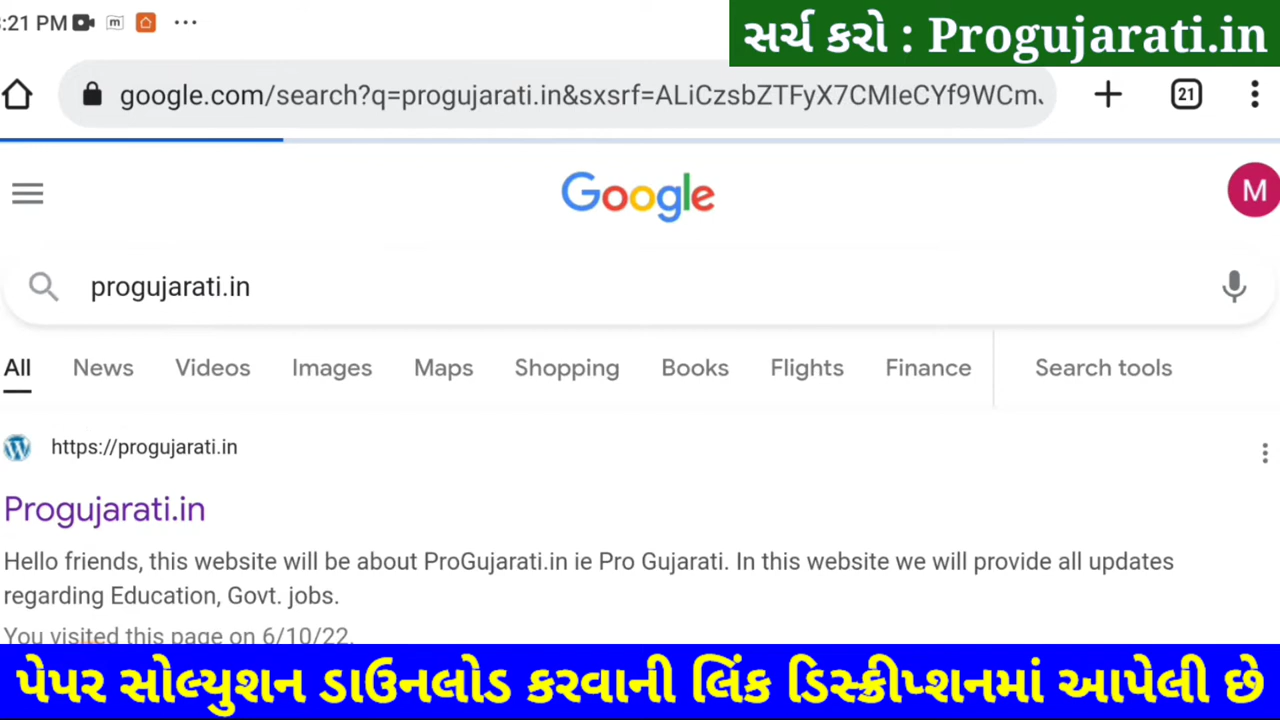 :21 PM m ...
સર્ચ કરો : Progujarati.in
google.com/search?q=progujarati.in&sxsrf=ALiCzsbZTFyX7CMIeCYf9WCm
21
Google
M
progujarati.in
All News Videos Images Maps Shopping Books Flights Finance Search tools
https://progujarati.in
Progujarati.in
Hello friends, this website will be about ProGujarati.in ie Pro Gujarati. In this website we will provide all updates
regarding Education, Govt. jobs.
You visited this page on 6/10/22.
પેપર સોલ્યુશન ડાઉનલોડ કરવાની લિંક ડિસ્ક્રીપ્શનમાં આપેલી છે